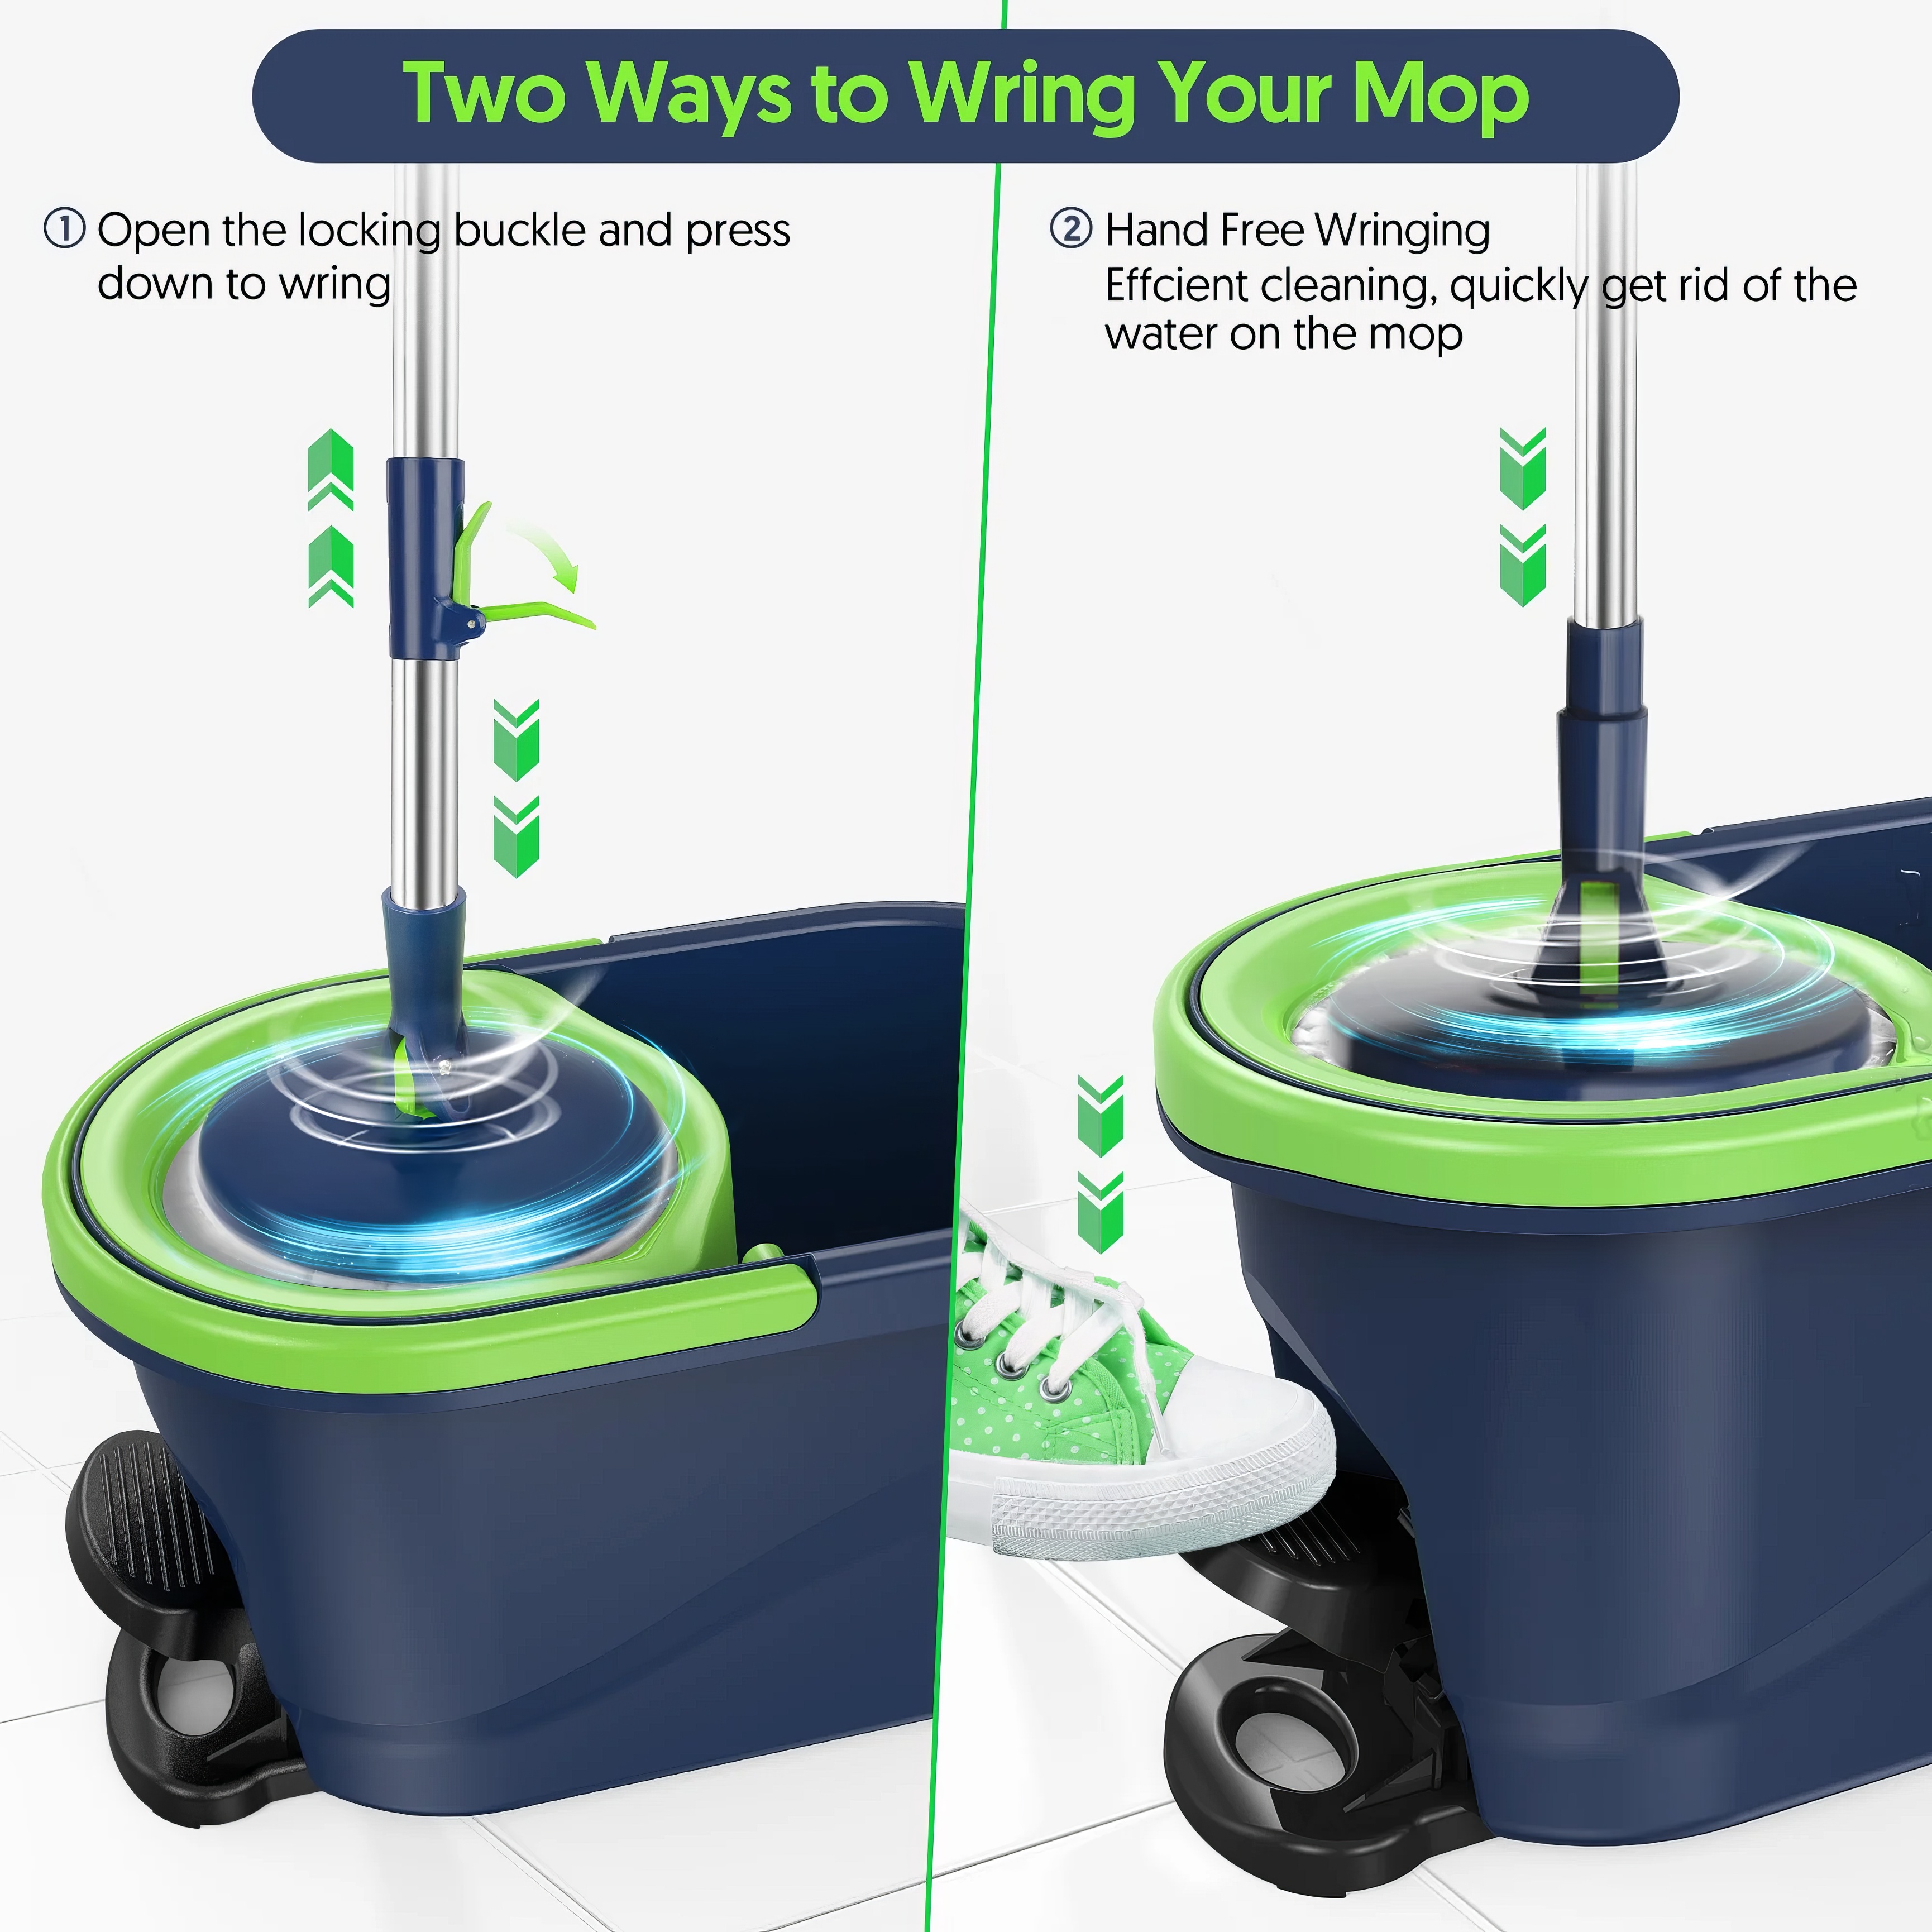 Two Ways to Wring Your Mop
① Open the locking buckle and press
down to wring
② Hand Free Wringing
Effcient cleaning, quickly get rid of the
water on the mop